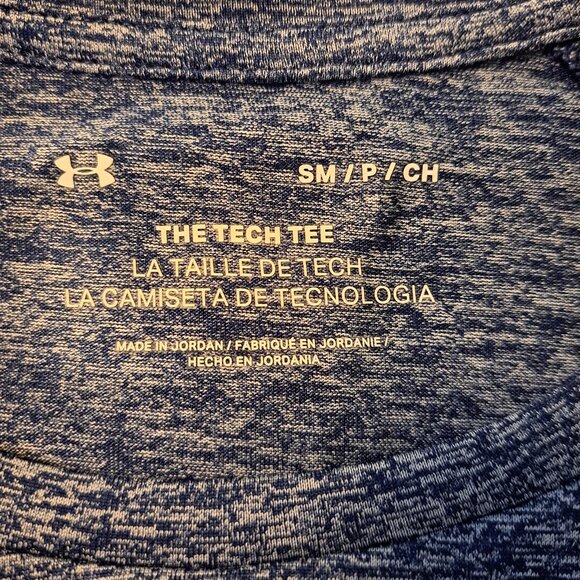 SM / P / CH
THE TECH TEE
LA TAILLE DE TECH
LA CAMISETA DE TECNOLOGIA
MADE IN JORDAN / FABRIQUÉ EN JORDANIE /
HECHO EN JORDANIA